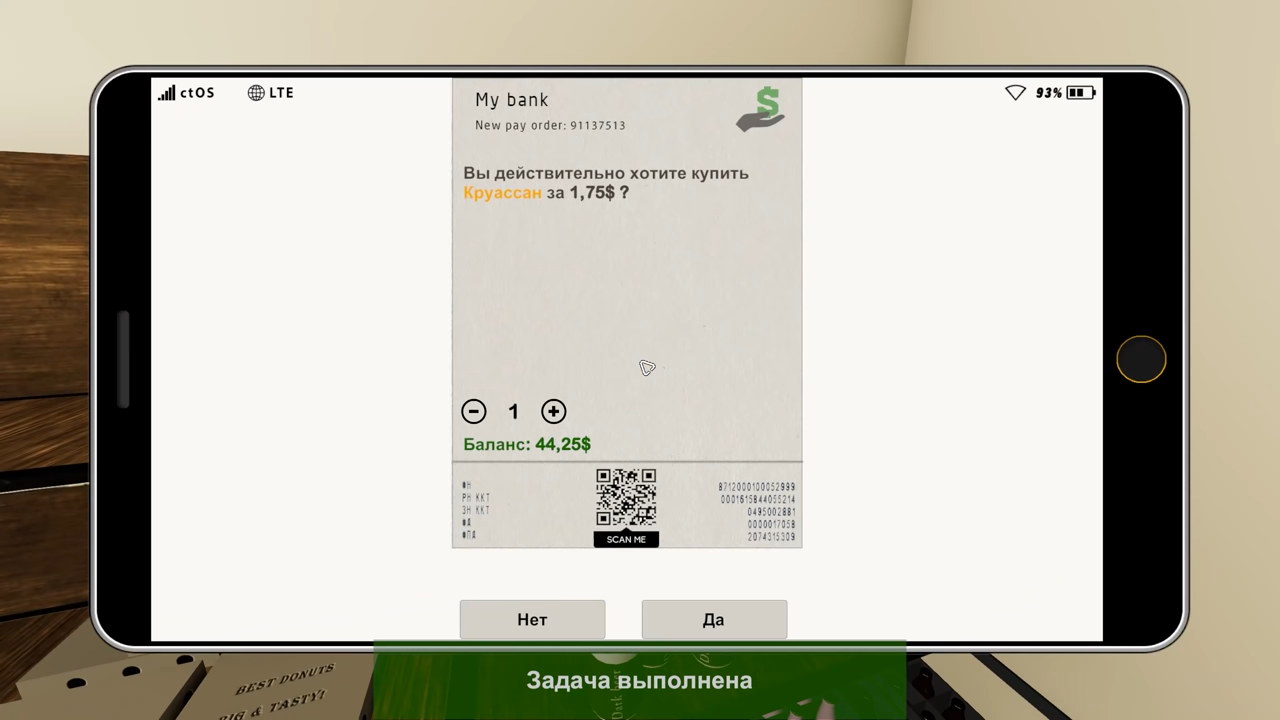 ctOS LTE 93%
My bank
New pay order: 91137513
Вы действительно хотите купить
Круассан за 1,75$ ?
1
Баланс: 44,25$
ФН 8712000100052999
РН ККТ 0001615844055214
ЗН ККТ 0495002881
ФД 0000017058
ФПД 2074315309
SCAN ME
Нет Да
Задача выполнена
BEST DONUTS
BIG & TASTY!